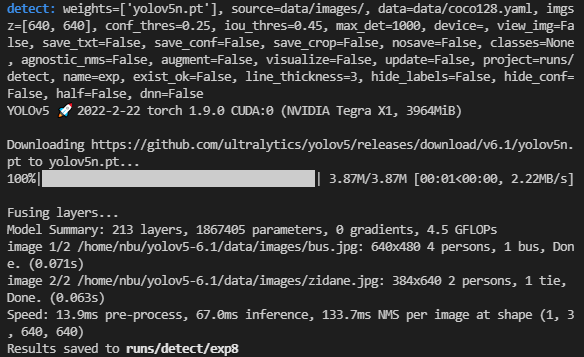 detect: weights=['yolov5n.pt'], source=data/images/, data=data/coco128.yaml, imgs
z=[640, 640], conf_thres=0.25, iou_thres=0.45, max_det=1000, device=, view_img=Fa
lse, save_txt=False, save_conf=False, save_crop=False, nosave=False, classes=None
, agnostic_nms=False, augment=False, visualize=False, update=False, project=runs/
detect, name=exp, exist_ok=False, line_thickness=3, hide_labels=False, hide_conf=
False, half=False, dnn=False
YOLOv5 🚀 2022-2-22 torch 1.9.0 CUDA:0 (NVIDIA Tegra X1, 3964MiB)
Downloading https://github.com/ultralytics/yolov5/releases/download/v6.1/yolov5n.
pt to yolov5n.pt...
100%| | 3.87M/3.87M [00:01<00:00, 2.22MB/s]
Fusing layers...
Model Summary: 213 layers, 1867405 parameters, 0 gradients, 4.5 GFLOPs
image 1/2 /home/nbu/yolov5-6.1/data/images/bus.jpg: 640x480 4 persons, 1 bus, Don
e. (0.071s)
image 2/2 /home/nbu/yolov5-6.1/data/images/zidane.jpg: 384x640 2 persons, 1 tie,
Done. (0.063s)
Speed: 13.9ms pre-process, 67.0ms inference, 133.7ms NMS per image at shape (1, 3
, 640, 640)
Results saved to runs/detect/exp8